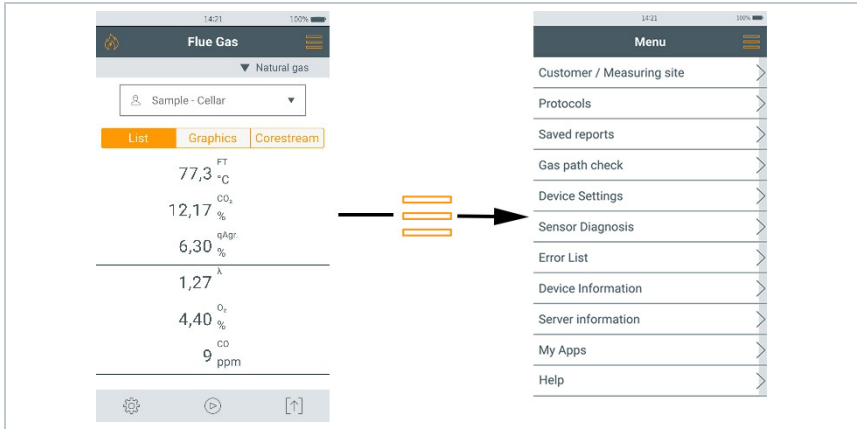 14:21 100%
Flue Gas
▼ Natural gas
Sample - Cellar ▼
List Graphics Corestream
77,3 FT °C
12,17 CO₂ %
6,30 qAgr. %
1,27 λ
4,40 O₂ %
9 CO ppm
14:21 100%
Menu
Customer / Measuring site
Protocols
Saved reports
Gas path check
Device Settings
Sensor Diagnosis
Error List
Device Information
Server information
My Apps
Help